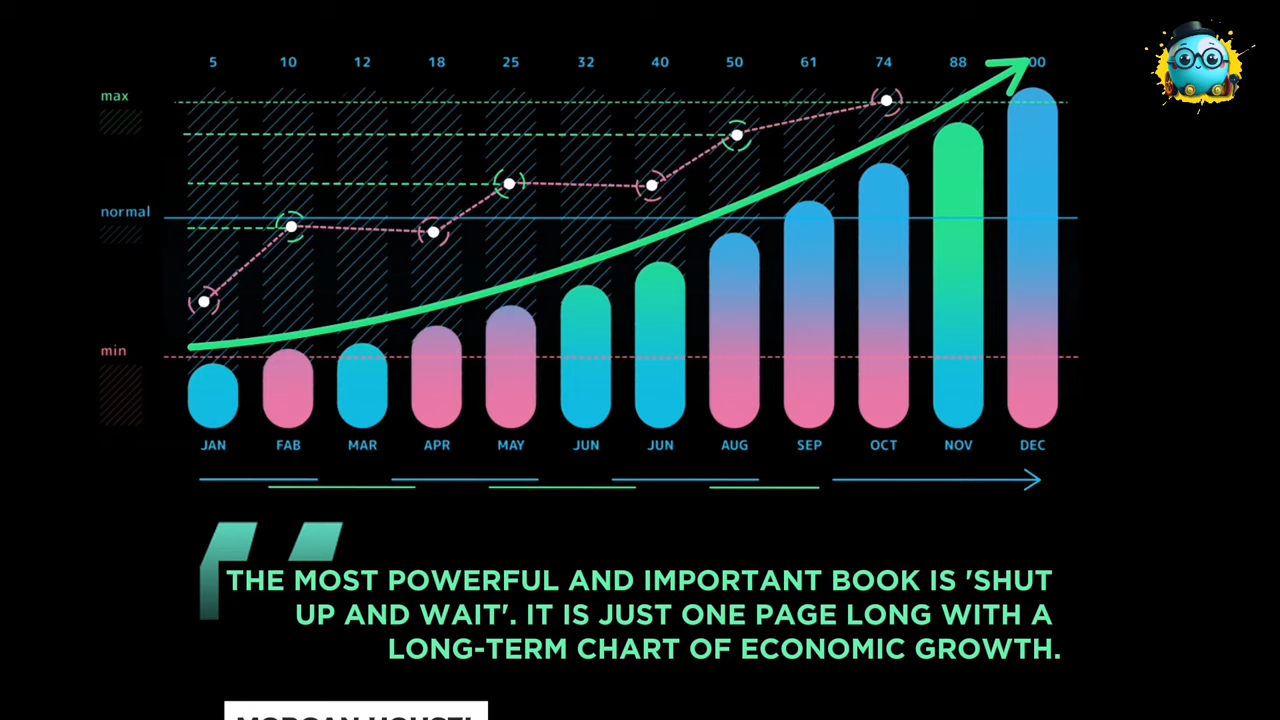 5 10 12 18 25 32 40 50 61 74 88 00
max
normal
min
JAN FAB MAR APR MAY JUN JUN AUG SEP OCT NOV DEC
THE MOST POWERFUL AND IMPORTANT BOOK IS 'SHUT
UP AND WAIT'. IT IS JUST ONE PAGE LONG WITH A
LONG-TERM CHART OF ECONOMIC GROWTH.